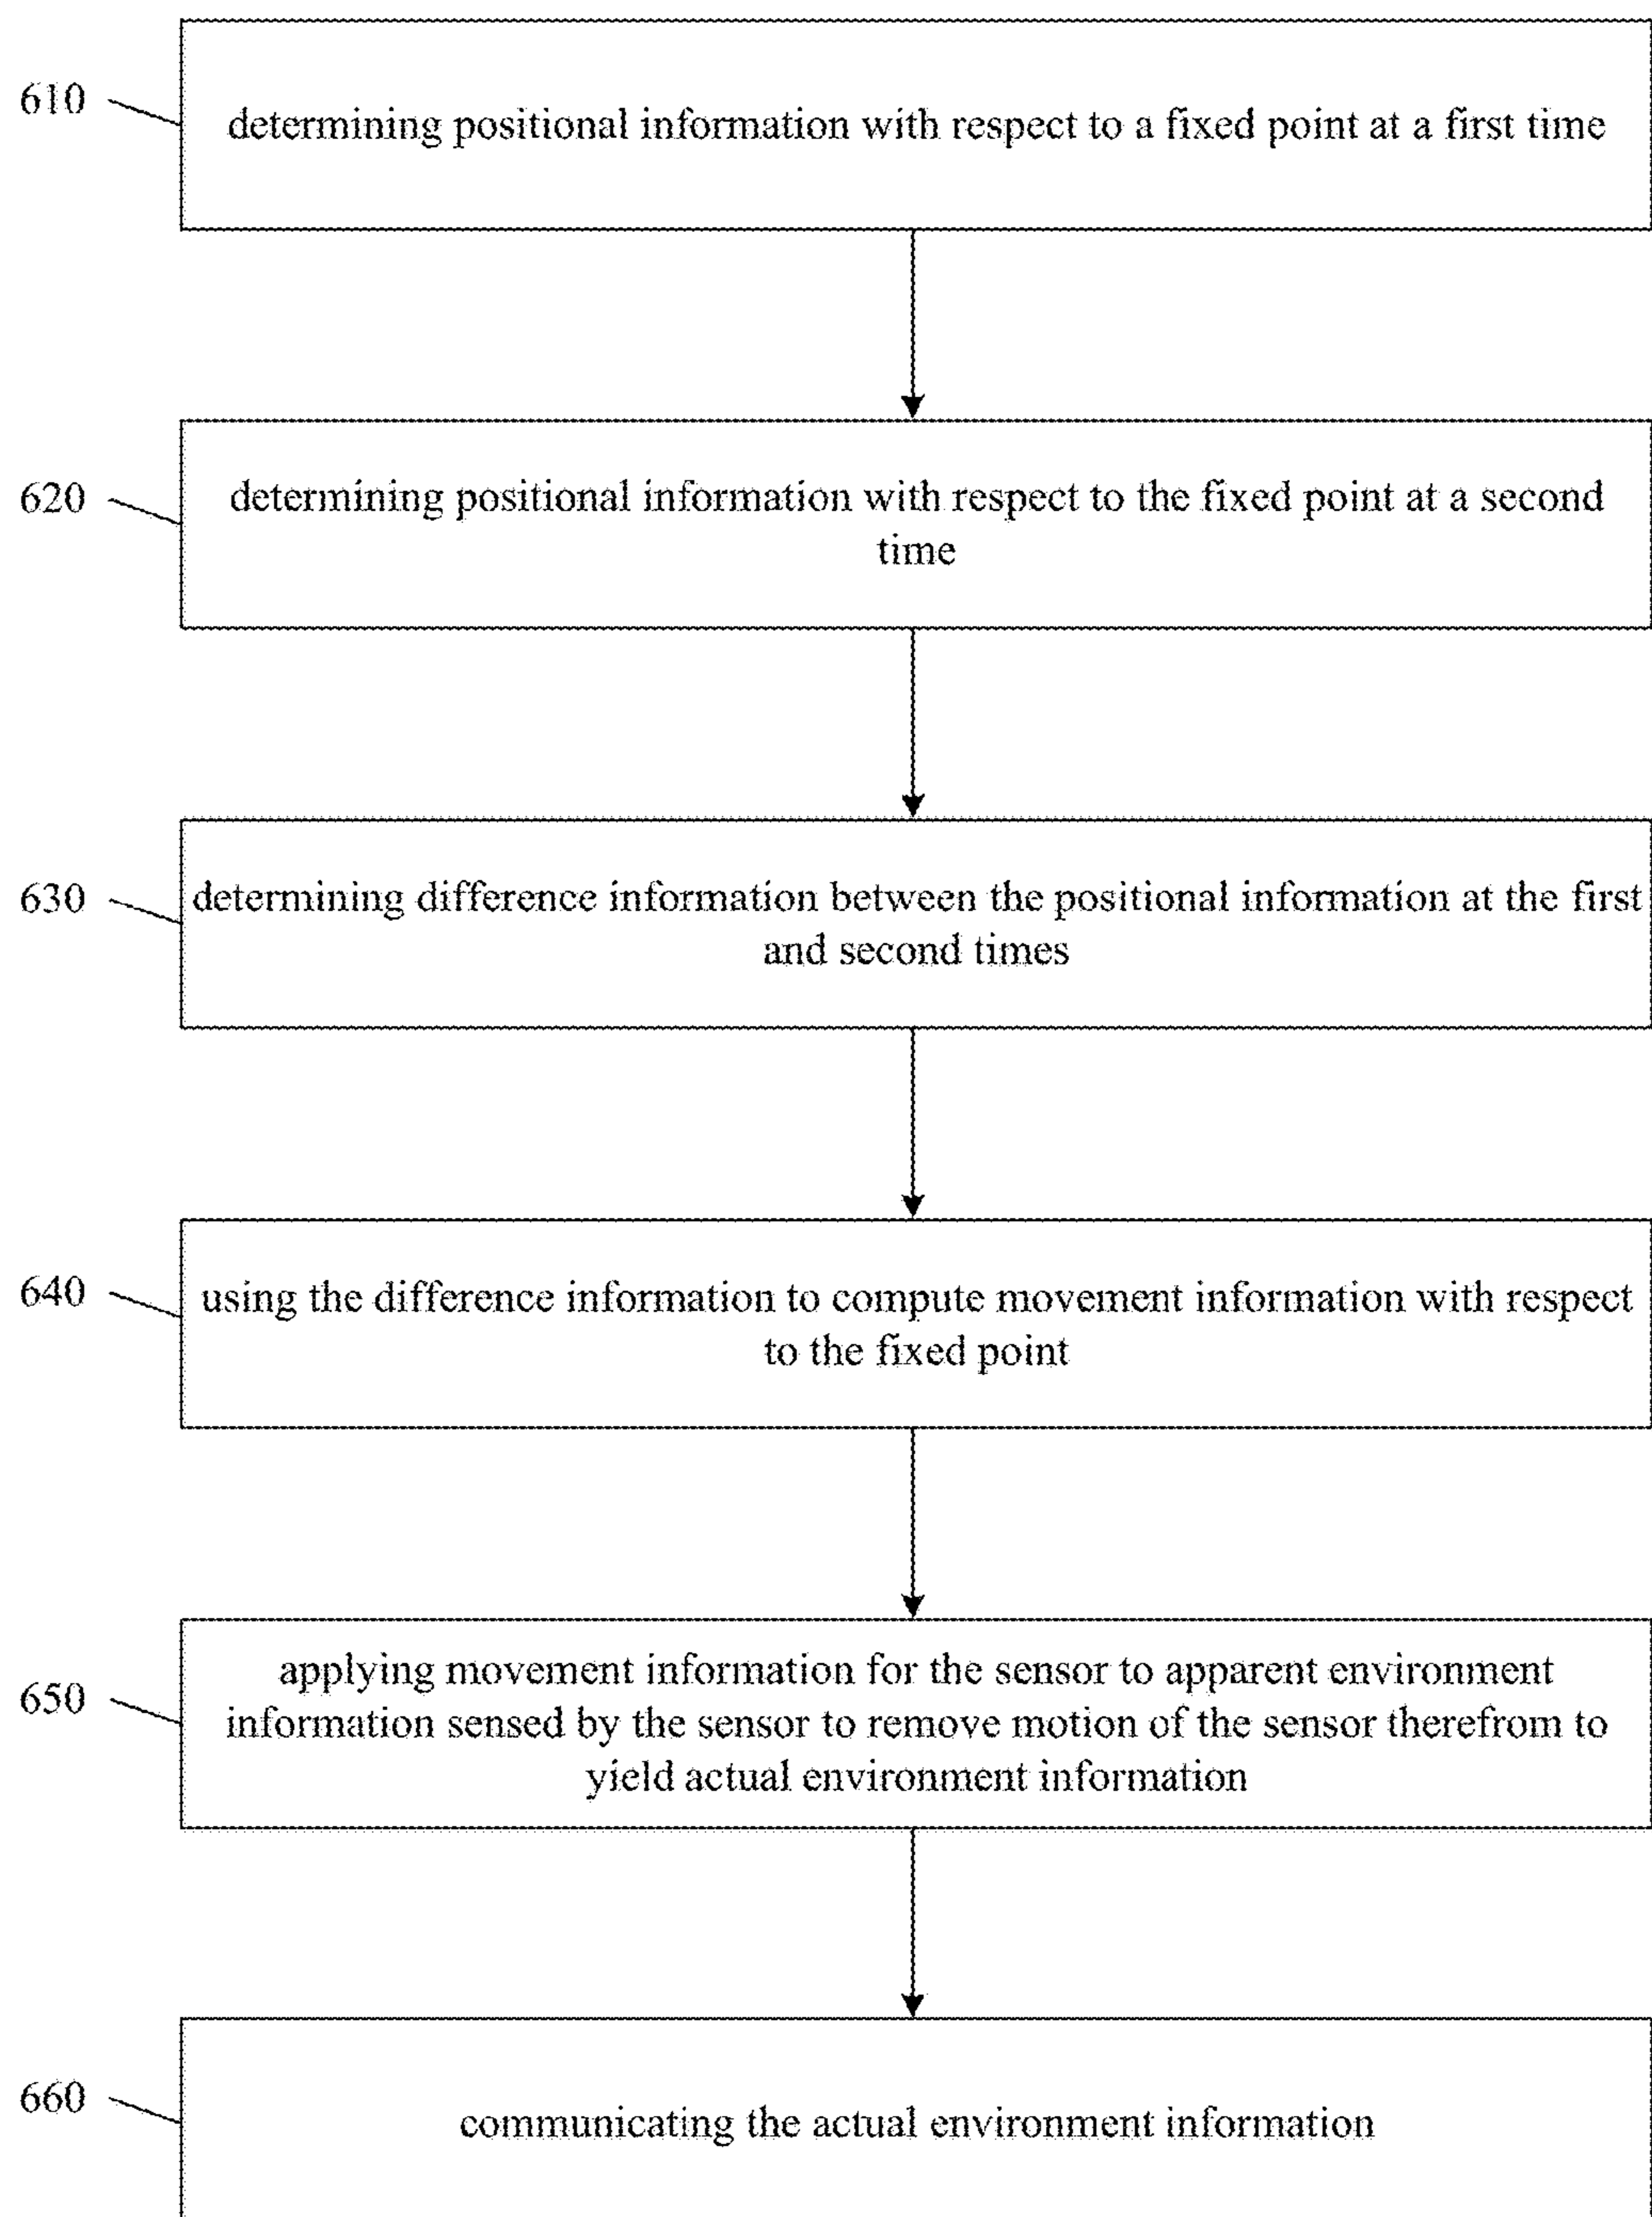 610
determining positional information with respect to a fixed point at a first time
620
determining positional information with respect to the fixed point at a second
time
630
determining difference information between the positional information at the first
and second times
640
using the difference information to compute movement information with respect
to the fixed point
650
applying movement information for the sensor to apparent environment
information sensed by the sensor to remove motion of the sensor therefrom to
yield actual environment information
660
communicating the actual environment information